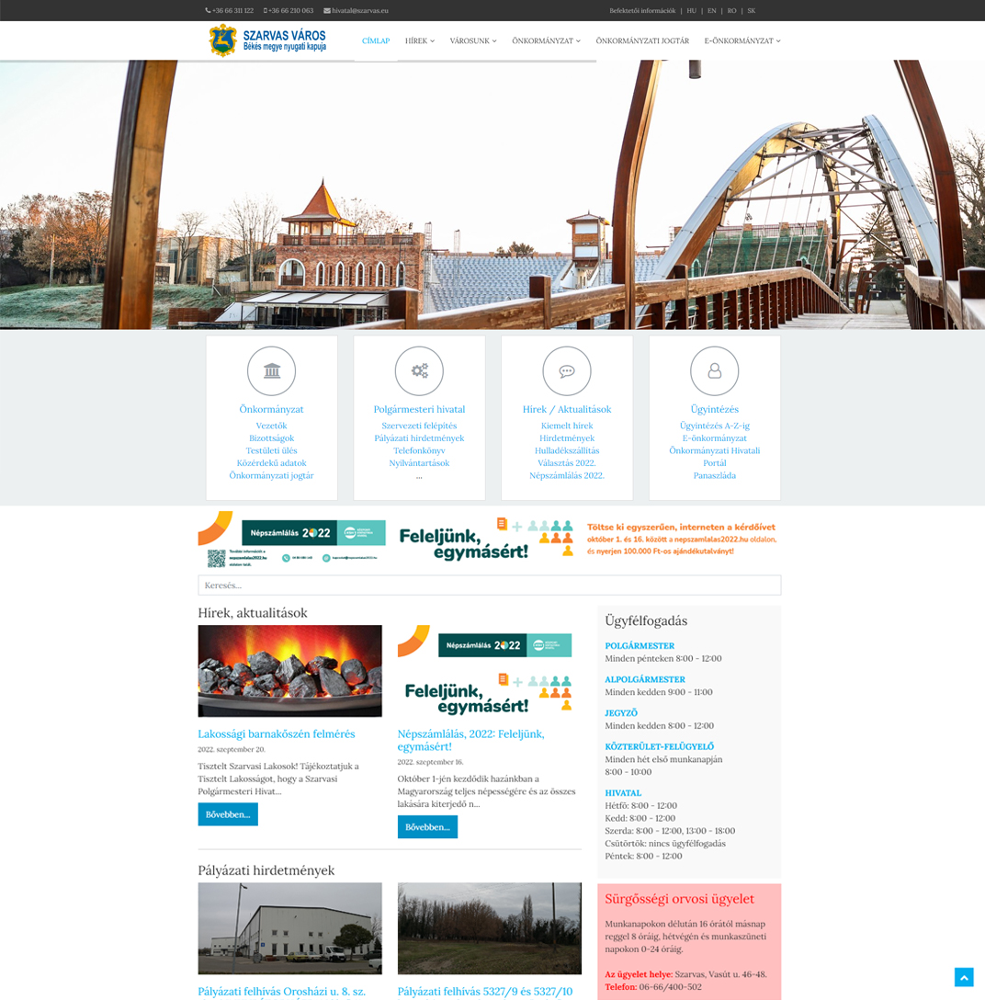 +36 66 311 122 +36 66 210 063 hivatal@szarvas.eu Befektetői információk | HU | EN | RO | SK
SZARVAS VÁROS
Békés megye nyugati kapuja
CÍMLAP HÍREK VÁROSUNK ÖNKORMÁNYZAT ÖNKORMÁNYZATI JOGTÁR E-ÖNKORMÁNYZAT
Önkormányzat
Vezetők
Bizottságok
Testületi ülés
Közérdekű adatok
Önkormányzati jogtár
Polgármesteri hivatal
Szervezeti felépítés
Pályázati hirdetmények
Telefonkönyv
Nyilvántartások
...
Hírek / Aktualitások
Kiemelt hírek
Hirdetmények
Hulladékszállítás
Választás 2022.
Népszámlálás 2022.
Ügyintézés
Ügyintézés A-Z-ig
E-önkormányzat
Önkormányzati Hivatali
Portál
Panaszláda
Népszámlálás 2022
További információ a
nepszamlalas2022.hu
oldalon talál.
Feleljünk,
egymásért!
Töltse ki egyszerűen, interneten a kérdőívet
október 1. és 16. között a nepszamlalas2022.hu oldalon,
és nyerjen 100.000 Ft-os ajándékutalványt!
Keresés...
Hírek, aktualitások
Lakossági barnakőszén felmérés
2022. szeptember 20.
Tisztelt Szarvasi Lakosok! Tájékoztatjuk a
Tisztelt Lakosságot, hogy a Szarvasi
Polgármesteri Hivat...
Bővebben...
Népszámlálás 2022
Feleljünk,
egymásért!
Népszámlálás, 2022: Feleljünk,
egymásért!
2022. szeptember 16.
Október 1-jén kezdődik hazánkban a
Magyarország teljes népességére és az összes
lakására kiterjedő n...
Bővebben...
Pályázati hirdetmények
Pályázati felhívás Orosházi u. 8. sz.
Pályázati felhívás 5327/9 és 5327/10
Ügyfélfogadás
POLGÁRMESTER
Minden pénteken 8:00 - 12:00
ALPOLGÁRMESTER
Minden kedden 9:00 - 11:00
JEGYZŐ
Minden kedden 8:00 - 12:00
KÖZTERÜLET-FELÜGYELŐ
Minden hét első munkanapján
8:00 - 10:00
HIVATAL
Hétfő: 8:00 - 12:00
Kedd: 8:00 - 12:00
Szerda: 8:00 - 12:00, 13:00 - 18:00
Csütörtök: nincs ügyfélfogadás
Péntek: 8:00 - 12:00
Sürgősségi orvosi ügyelet
Munkanapokon délután 16 órától másnap
reggel 8 óráig, hétvégén és munkaszüneti
napokon 0-24 óráig.
Az ügyelet helye: Szarvas, Vasút u. 46-48.
Telefon: 06-66/400-502